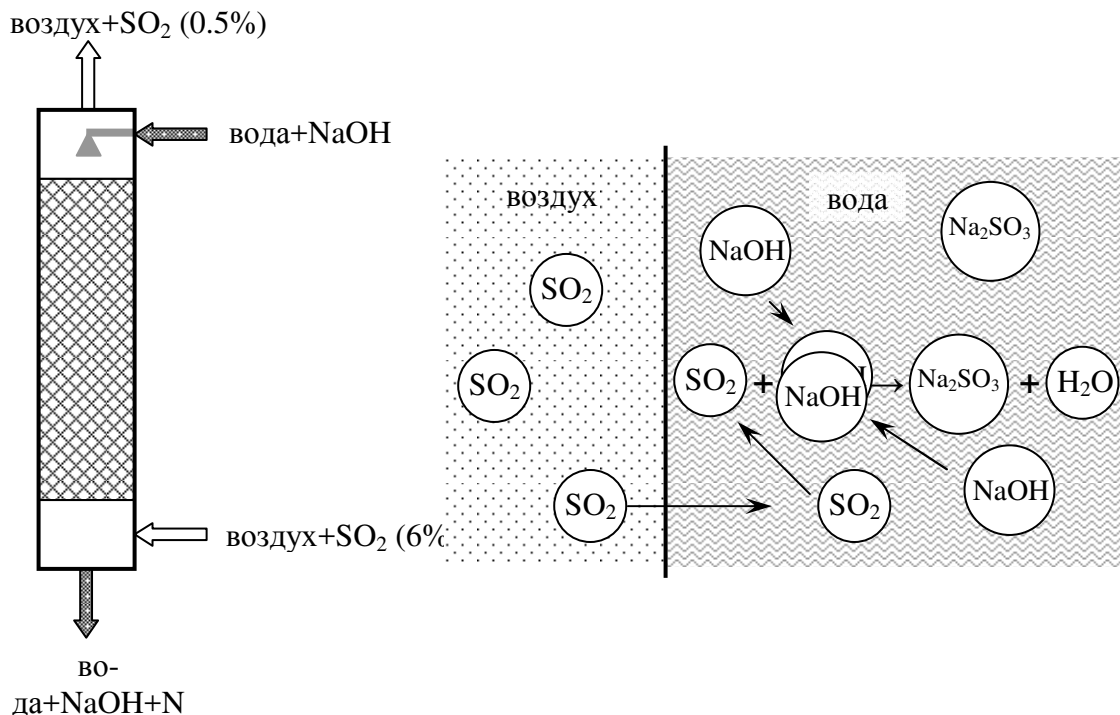 воздух+SO₂ (0.5%)
вода+NaOH
воздух+SO₂ (6%
во-
да+NaOH+N
воздух
вода
NaOH
Na₂SO₃
SO₂
SO₂
SO₂ + NaOH → Na₂SO₃ + H₂O
SO₂
SO₂
NaOH